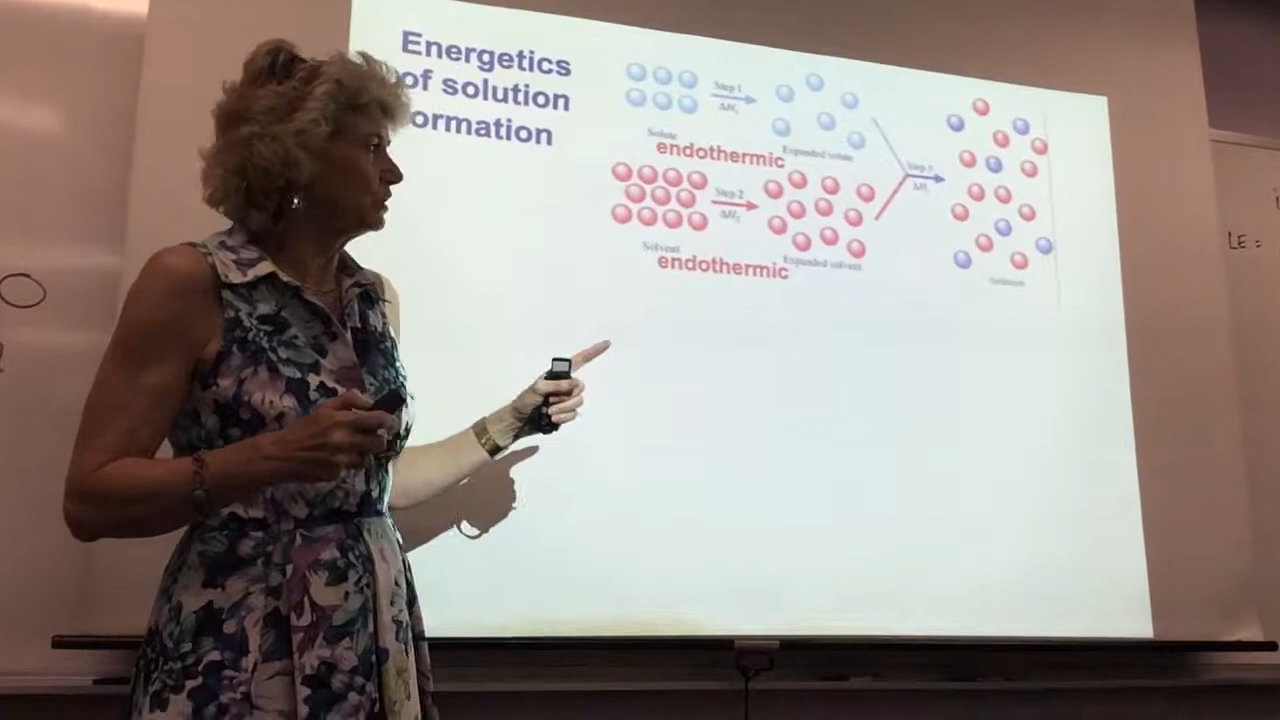 Energetics
of solution
ormation
Step 1
ΔH₁
Solute
Expanded solute
endothermic
Step 2
ΔH₂
Step 3
Solvent
Expanded solvent
endothermic
LE =